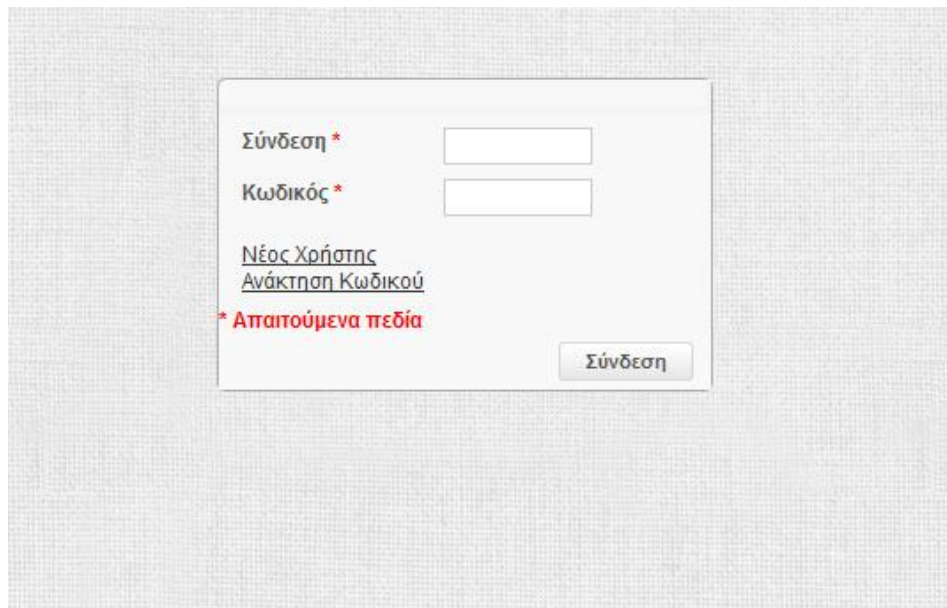 Σύνδεση *
Κωδικός *
Νέος Χρήστης
Ανάκτηση Κωδικού
* Απαιτούμενα πεδία
Σύνδεση